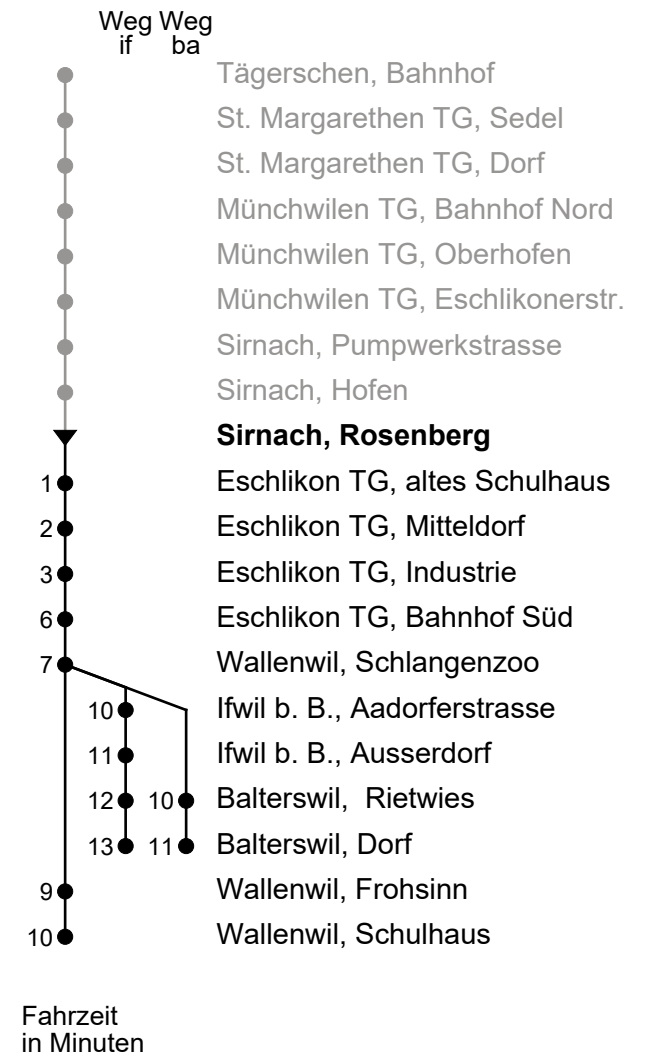 Weg Weg
if ba
Tägerschen, Bahnhof
St. Margarethen TG, Sedel
St. Margarethen TG, Dorf
Münchwilen TG, Bahnhof Nord
Münchwilen TG, Oberhofen
Münchwilen TG, Eschlikonerstr.
Sirnach, Pumpwerkstrasse
Sirnach, Hofen
Sirnach, Rosenberg
1 Eschlikon TG, altes Schulhaus
2 Eschlikon TG, Mitteldorf
3 Eschlikon TG, Industrie
6 Eschlikon TG, Bahnhof Süd
7 Wallenwil, Schlangenzoo
10 Ifwil b. B., Aadorferstrasse
11 Ifwil b. B., Ausserdorf
12 10 Balterswil, Rietwies
13 11 Balterswil, Dorf
9 Wallenwil, Frohsinn
10 Wallenwil, Schulhaus
Fahrzeit
in Minuten